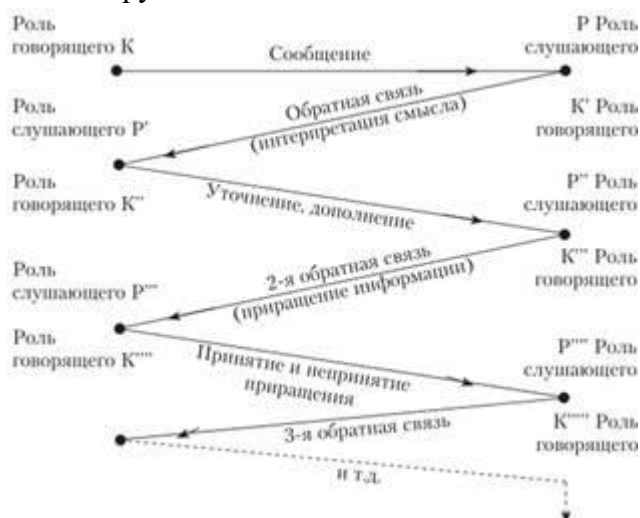 Роль
говорящего К
Р Роль
слушающего
Сообщение
Обратная связь
(интерпретация смысла)
Роль
слушающего Р'
К' Роль
говорящего
Роль
говорящего К''
Р'' Роль
слушающего
Уточнение, дополнение
2-я обратная связь
(приращение информации)
К''' Роль
говорящего
Роль
слушающего Р'''
Роль
говорящего К''''
Р'''' Роль
слушающего
Принятие и непринятие
приращения
3-я обратная связь
К''''' Роль
говорящего
и т.д.